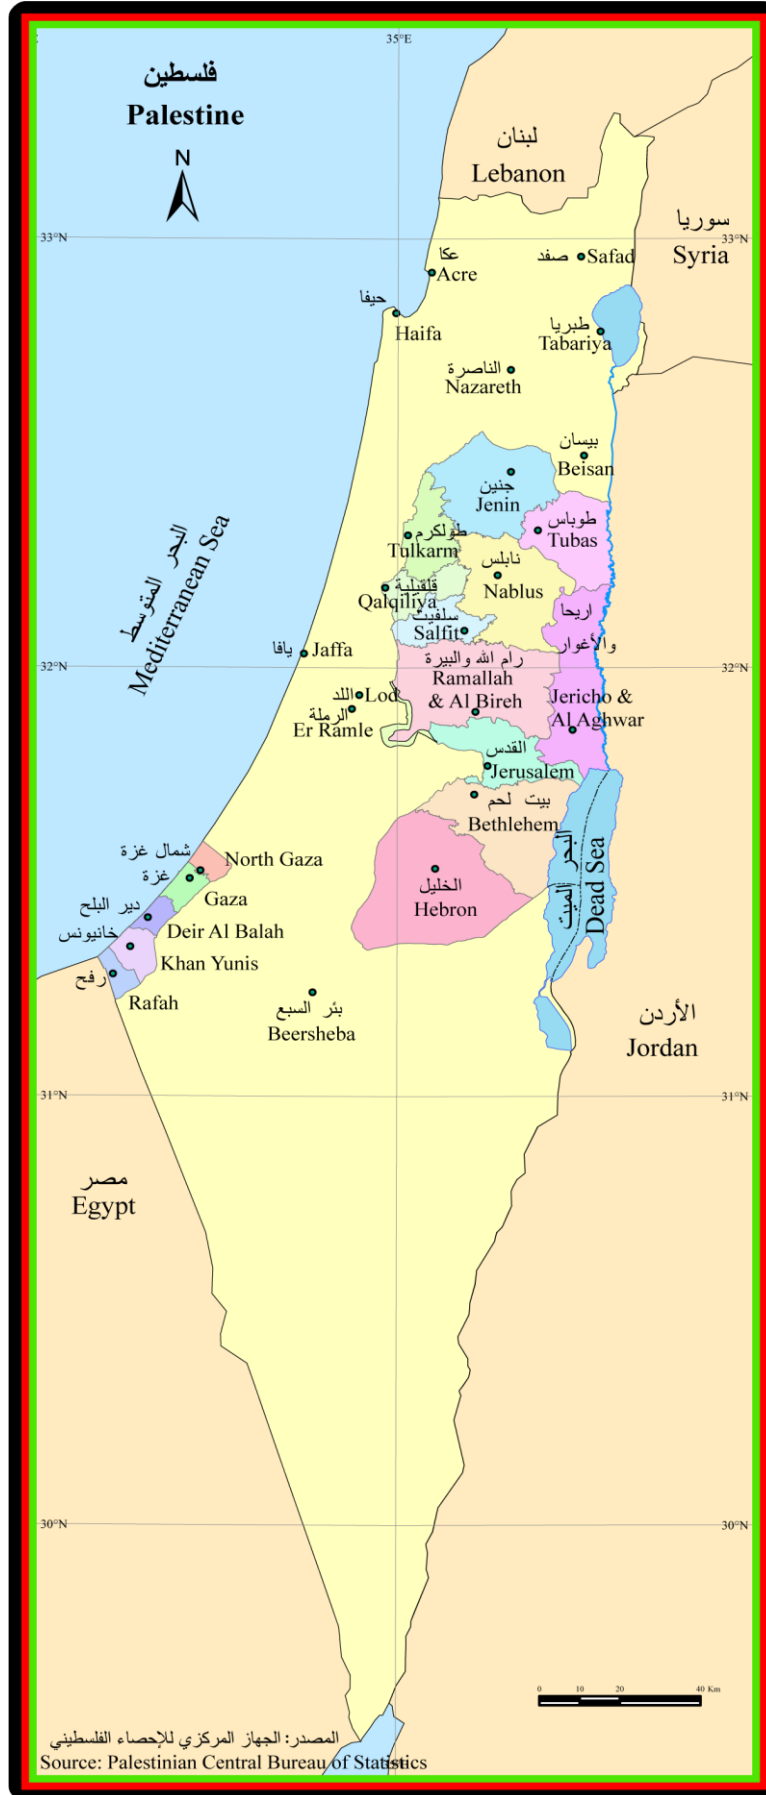 35°E
فلسطين
Palestine
N
لبنان
Lebanon
سوريا
Syria
33°N
33°N
عكا
Acre
صفد
Safad
حيفا
Haifa
طبريا
Tabariya
الناصرة
Nazareth
بيسان
Beisan
جنين
Jenin
طوباس
Tubas
طولكرم
Tulkarm
نابلس
Nablus
قلقيلية
Qalqiliya
سلفيت
Salfit
اريحا
والأغوار
Jericho &
Al Aghwar
البحر المتوسط
Mediterranean Sea
32°N
32°N
يافا
Jaffa
رام الله والبيرة
Ramallah
& Al Bireh
اللد
Lod
الرملة
Er Ramle
القدس
Jerusalem
بيت لحم
Bethlehem
البحر الميت
Dead Sea
الخليل
Hebron
شمال غزة
North Gaza
غزة
Gaza
دير البلح
Deir Al Balah
خانيونس
Khan Yunis
رفح
Rafah
بئر السبع
Beersheba
الأردن
Jordan
31°N
31°N
مصر
Egypt
30°N
30°N
0 10 20 40 Km
المصدر: الجهاز المركزي للإحصاء الفلسطيني
Source: Palestinian Central Bureau of Statistics